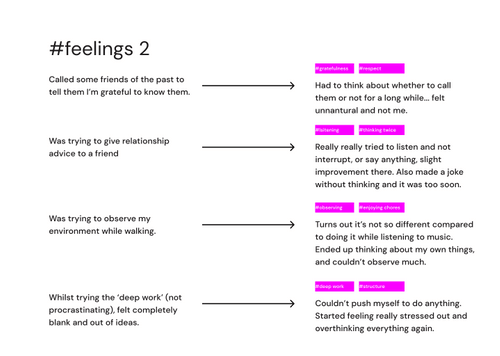 #feelings 2
Called some friends of the past to
tell them I'm grateful to know them.
#gratefulness #respect
Had to think about whether to call
them or not for a long while... felt
unnatural and not me.
Was trying to give relationship
advice to a friend
#listening #thinking twice
Really really tried to listen and not
interrupt, or say anything, slight
improvement there. Also made a joke
without thinking and it was too soon.
Was trying to observe my
environment while walking.
#observing #enjoying chores
Turns out it's not so different compared
to doing it while listening to music.
Ended up thinking about my own things,
and couldn't observe much.
Whilst trying the 'deep work' (not
procrastinating), felt completely
blank and out of ideas.
#deep work #structure
Couldn't push myself to do anything.
Started feeling really stressed out and
overthinking everything again.